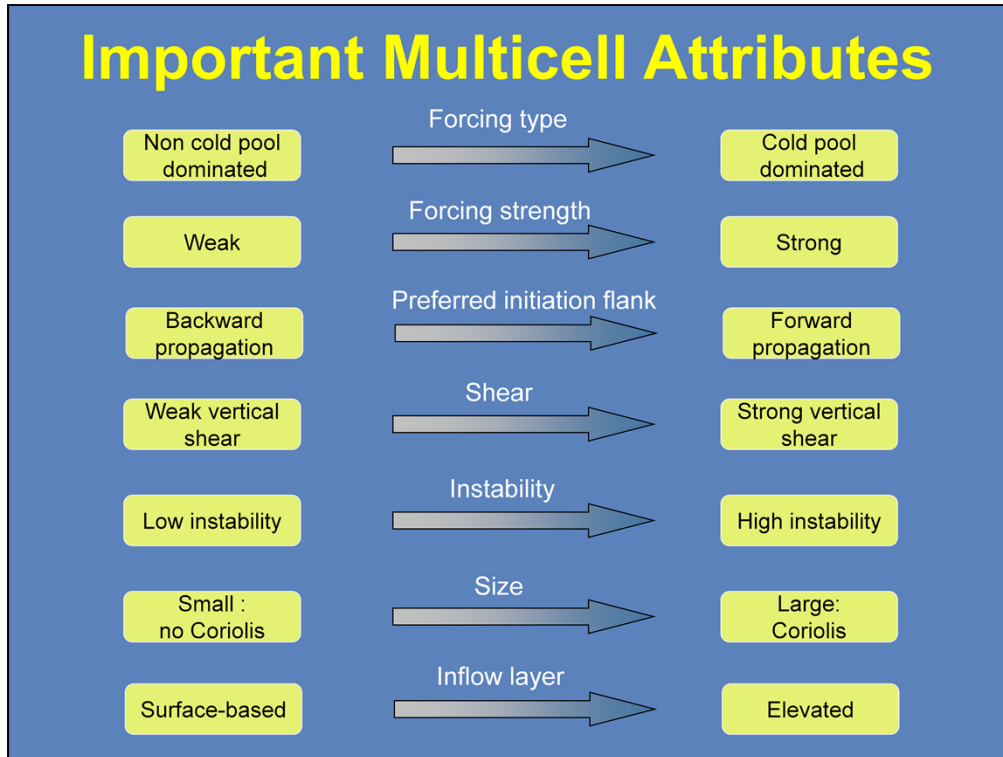 Important Multicell Attributes
Forcing type
Non cold pool
dominated
Cold pool
dominated
Forcing strength
Weak
Strong
Preferred initiation flank
Backward
propagation
Forward
propagation
Shear
Weak vertical
shear
Strong vertical
shear
Instability
Low instability
High instability
Size
Small :
no Coriolis
Large:
Coriolis
Inflow layer
Surface-based
Elevated